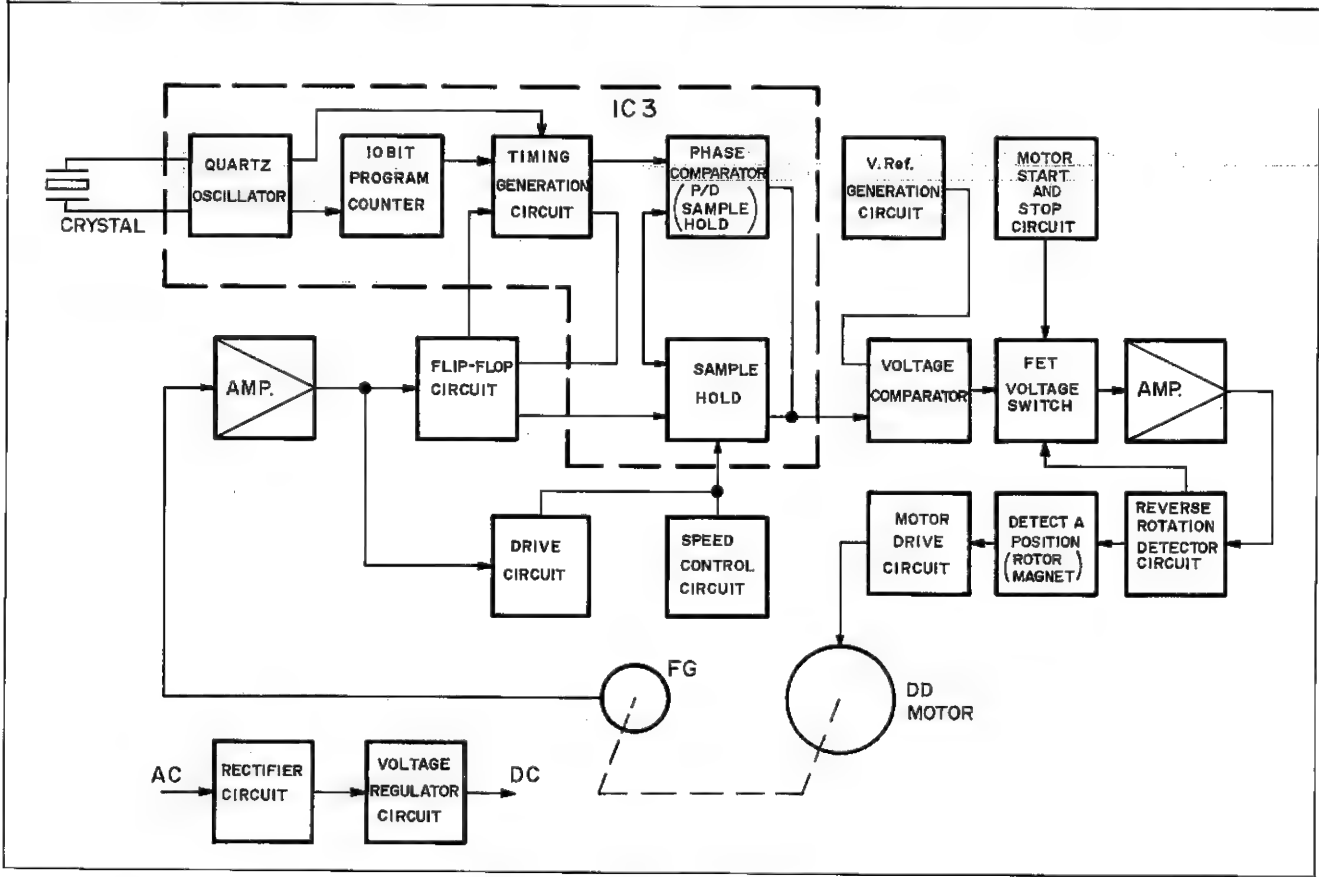 IC3
QUARTZ
OSCILLATOR
10BIT
PROGRAM
COUNTER
TIMING
GENERATION
CIRCUIT
PHASE
COMPARATOR
(P/D
SAMPLE
HOLD)
V.Ref.
GENERATION
CIRCUIT
MOTOR
START
AND
STOP
CIRCUIT
CRYSTAL
AMP.
FLIP-FLOP
CIRCUIT
SAMPLE
HOLD
VOLTAGE
COMPARATOR
FET
VOLTAGE
SWITCH
AMP.
DRIVE
CIRCUIT
SPEED
CONTROL
CIRCUIT
MOTOR
DRIVE
CIRCUIT
DETECT A
POSITION
(ROTOR
MAGNET)
REVERSE
ROTATION
DETECTOR
CIRCUIT
FG
DD
MOTOR
AC
RECTIFIER
CIRCUIT
VOLTAGE
REGULATOR
CIRCUIT
DC